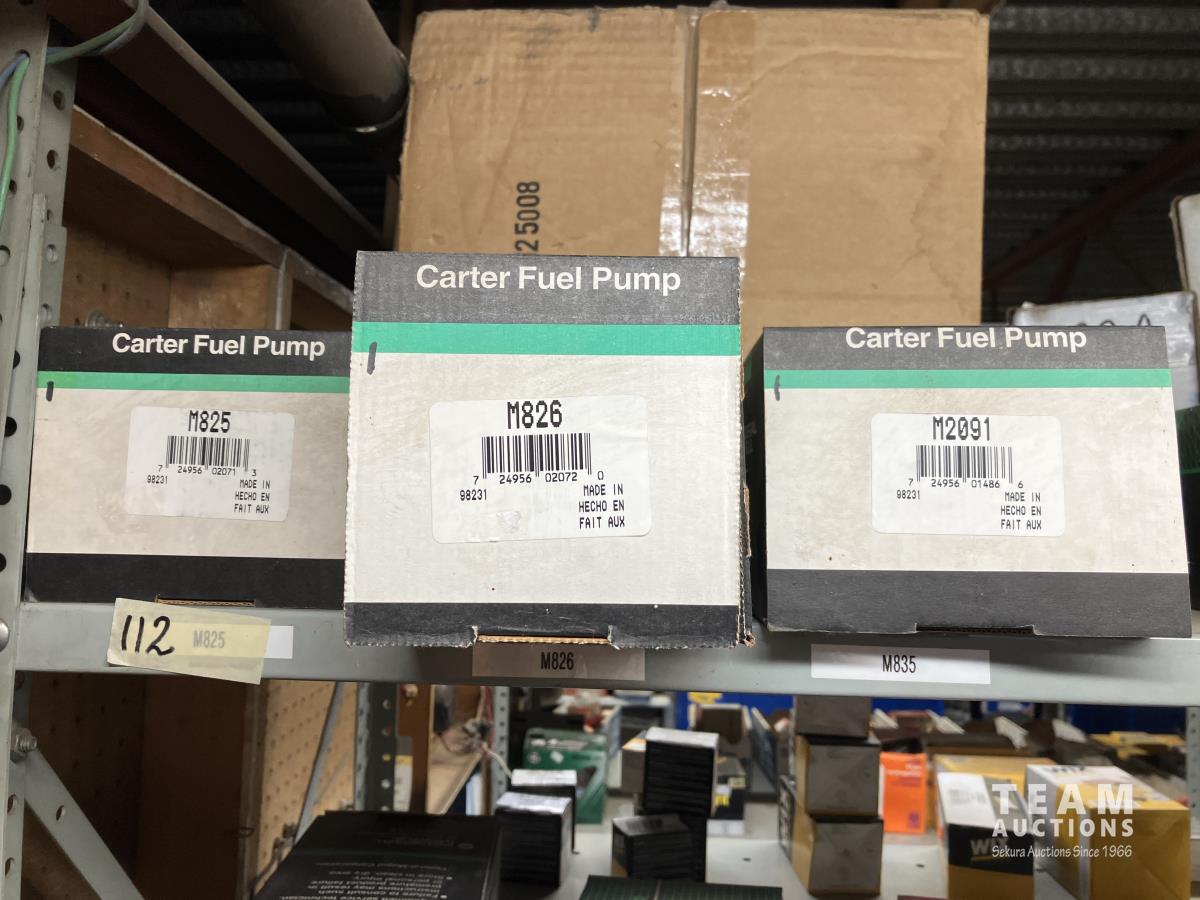 2 5008
Carter Fuel Pump
M825
7 24956 02071 3
98231
MADE IN
HECHO EN
FAIT AUX
Carter Fuel Pump
M826
7 24956 02072 0
98231
MADE IN
HECHO EN
FAIT AUX
Carter Fuel Pump
M2091
7 24956 01486 6
98231
MADE IN
HECHO EN
FAIT AUX
112
M825
M826
M835
TEAM
AUCTIONS
Sekura Auctions Since 1966